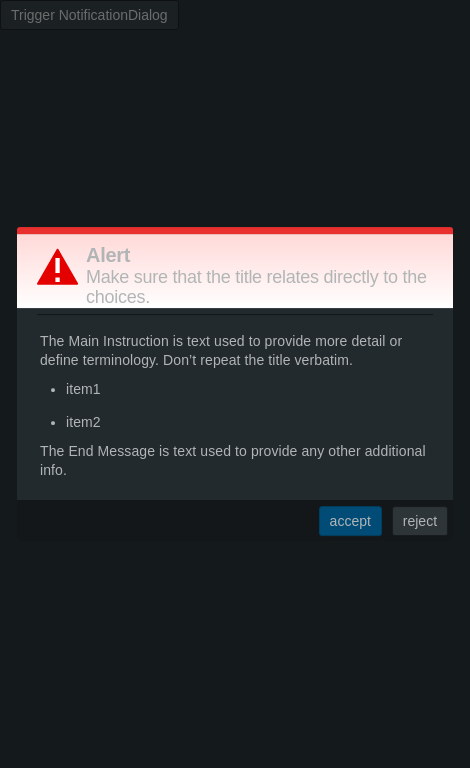 Trigger NotificationDialog
Alert
Make sure that the title relates directly to the
choices.
The Main Instruction is text used to provide more detail or
define terminology. Don’t repeat the title verbatim.
• item1
• item2
The End Message is text used to provide any other additional
info.
accept reject